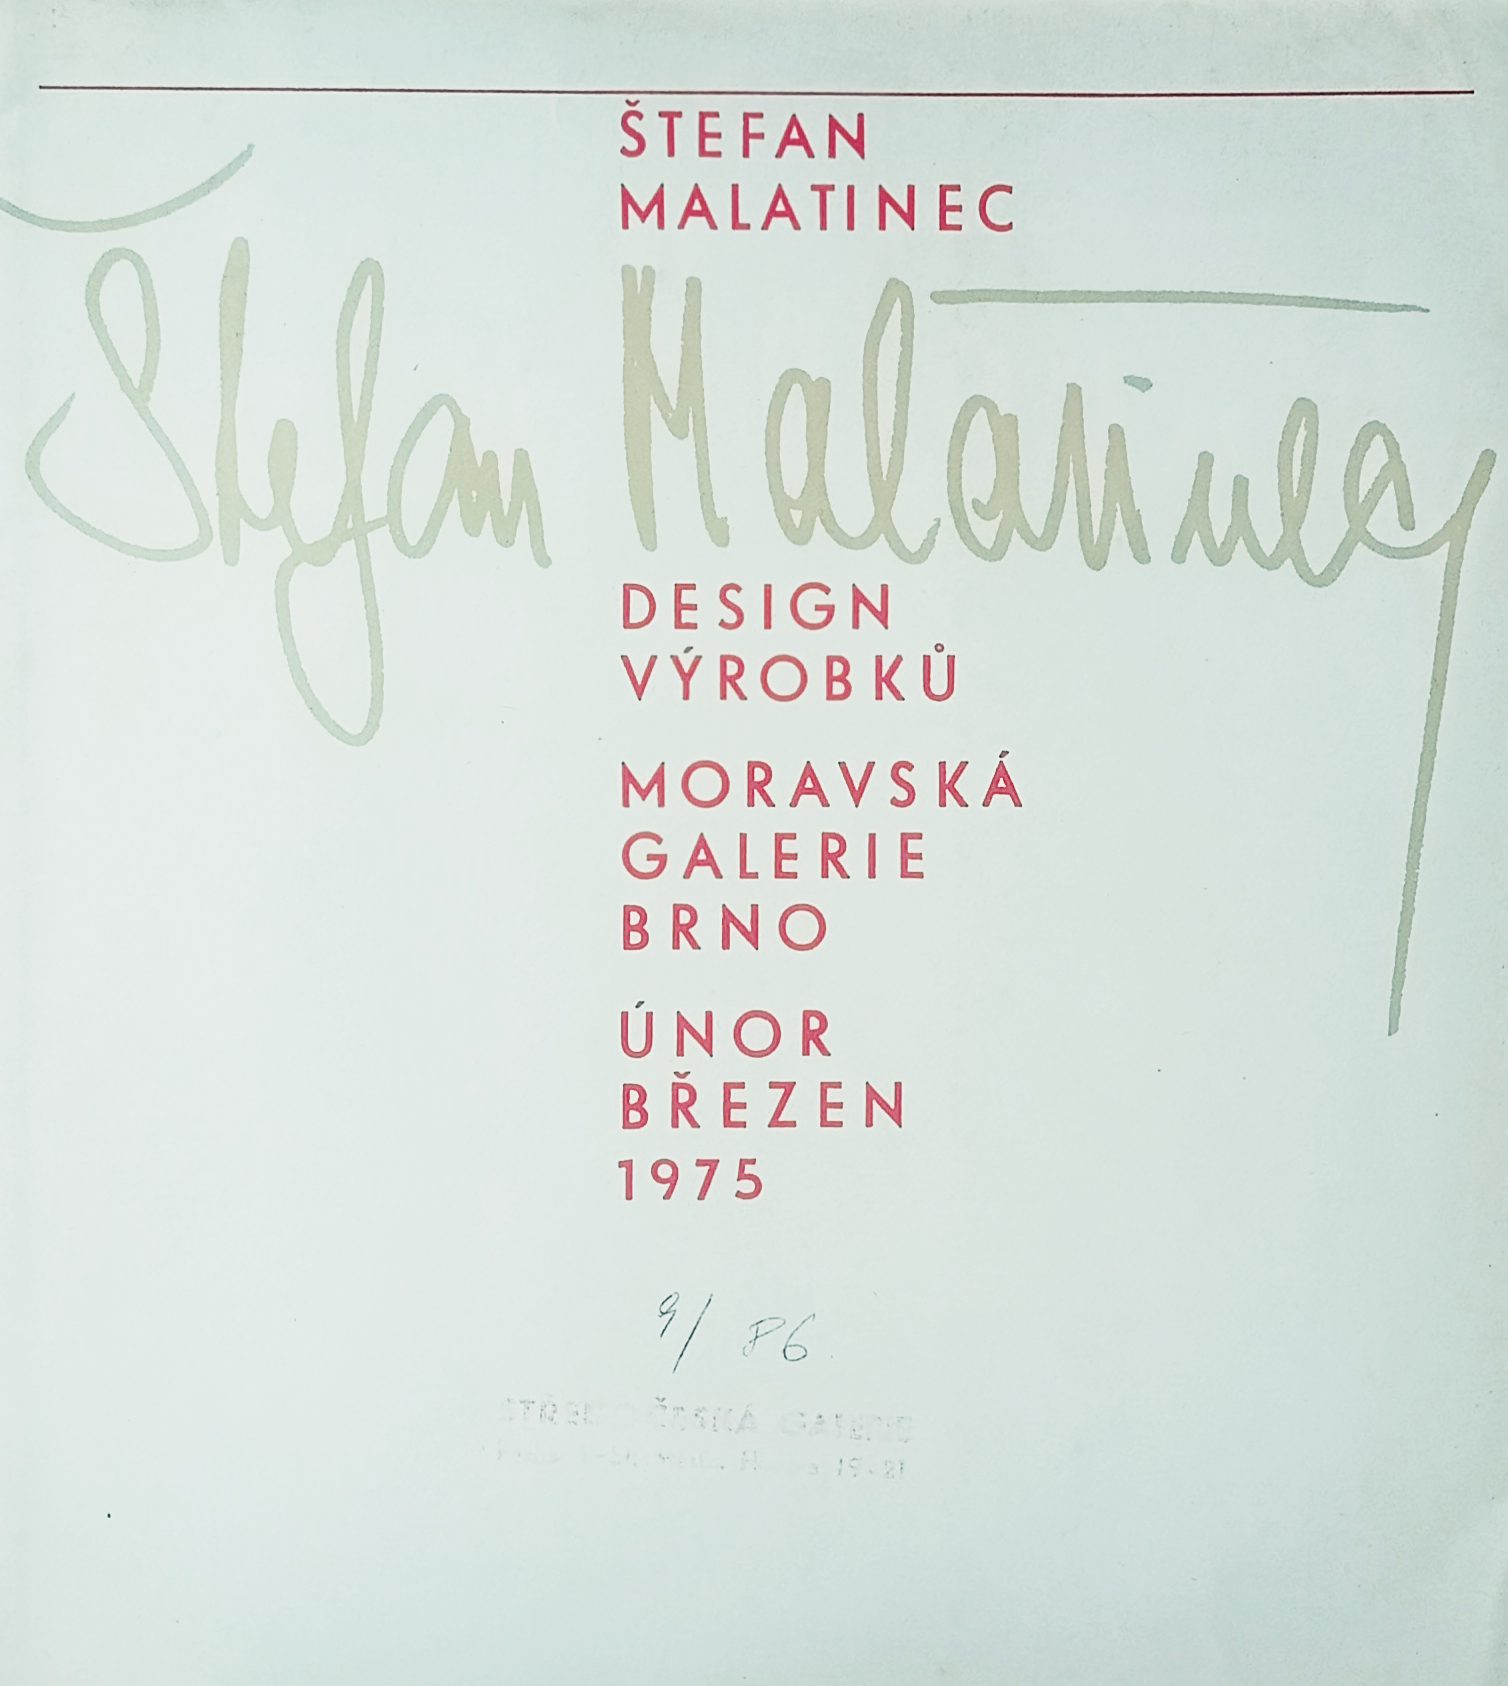 ŠTEFAN
MALATINEC
Štefan Malatinec
DESIGN
VÝROBKŮ
MORAVSKÁ
GALERIE
BRNO
ÚNOR
BŘEZEN
1975
9/ 86